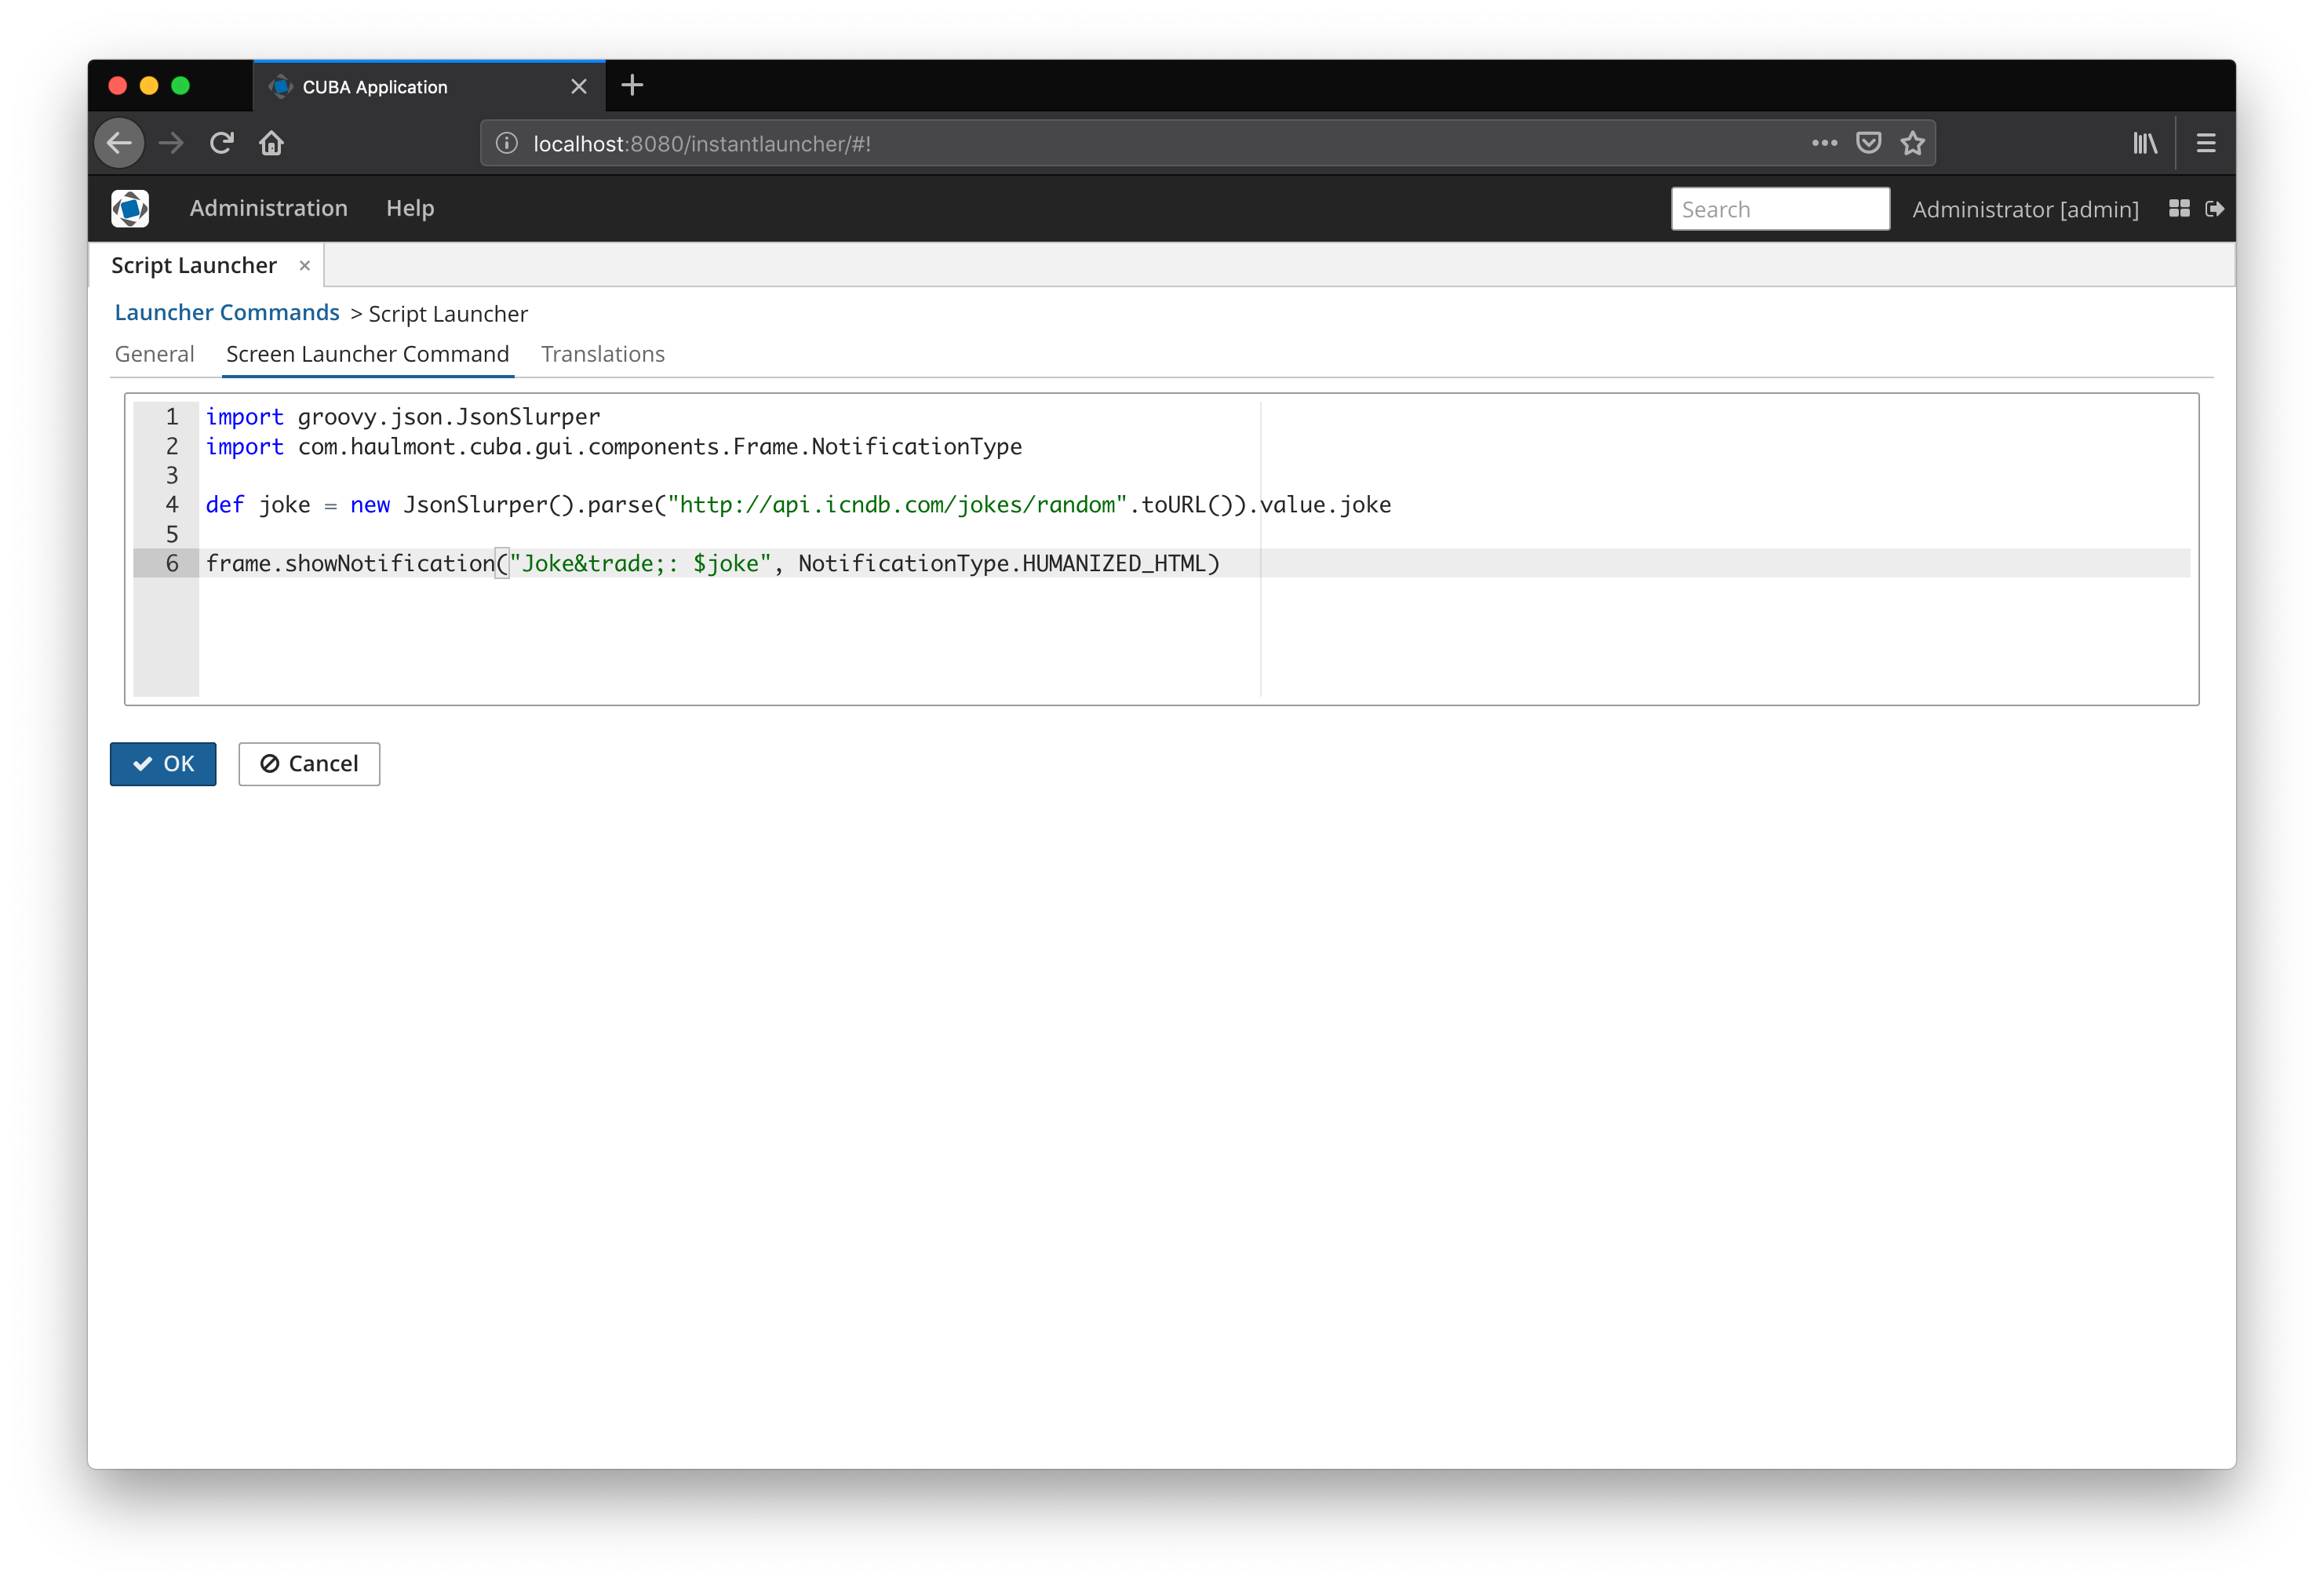 CUBA Application
localhost:8080/instantlauncher/#!
Administration Help Search Administrator [admin]
Script Launcher
Launcher Commands > Script Launcher
General Screen Launcher Command Translations
1 import groovy.json.JsonSlurper
2 import com.haulmont.cuba.gui.components.Frame.NotificationType
3
4 def joke = new JsonSlurper().parse("http://api.icndb.com/jokes/random".toURL()).value.joke
5
6 frame.showNotification("Joke&trade;: $joke", NotificationType.HUMANIZED_HTML)
OK Cancel